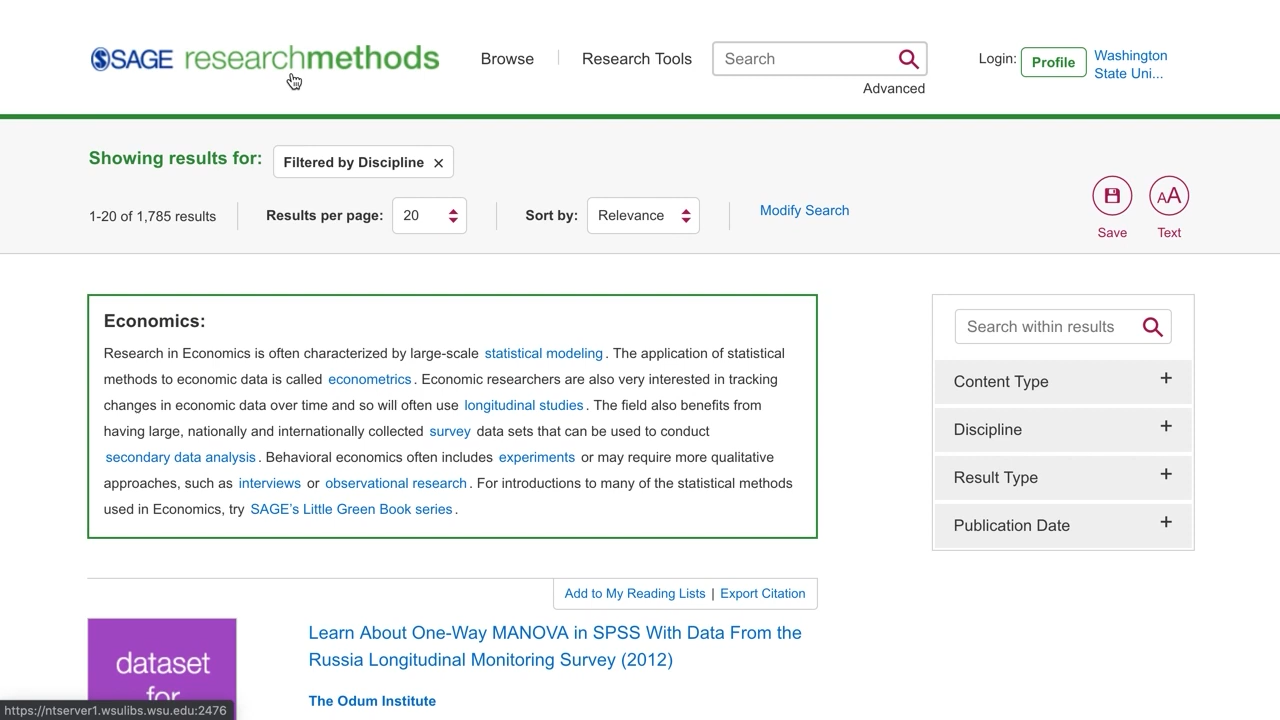 SAGE researchmethods
Browse
Research Tools
Search
Advanced
Login: Profile
Washington
State Uni...
Showing results for: Filtered by Discipline ×
1-20 of 1,785 results
Results per page: 20
Sort by: Relevance
Modify Search
Save
AA
Text
Economics:
Research in Economics is often characterized by large-scale statistical modeling. The application of statistical
methods to economic data is called econometrics. Economic researchers are also very interested in tracking
changes in economic data over time and so will often use longitudinal studies. The field also benefits from
having large, nationally and internationally collected survey data sets that can be used to conduct
secondary data analysis. Behavioral economics often includes experiments or may require more qualitative
approaches, such as interviews or observational research. For introductions to many of the statistical methods
used in Economics, try SAGE’s Little Green Book series.
Search within results
Content Type +
Discipline +
Result Type +
Publication Date +
Add to My Reading Lists | Export Citation
dataset
for
Learn About One-Way MANOVA in SPSS With Data From the
Russia Longitudinal Monitoring Survey (2012)
The Odum Institute
https://ntserver1.wsulibs.wsu.edu:2476